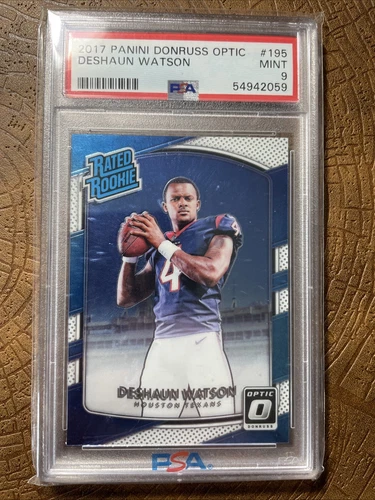 2017 PANINI DONRUSS OPTIC #195
DESHAUN WATSON MINT
9
PSA 54942059
RATED
ROOKIE
4
4
DESHAUN WATSON
HOUSTON TEXANS
OPTIC
DONRUSS
PSA